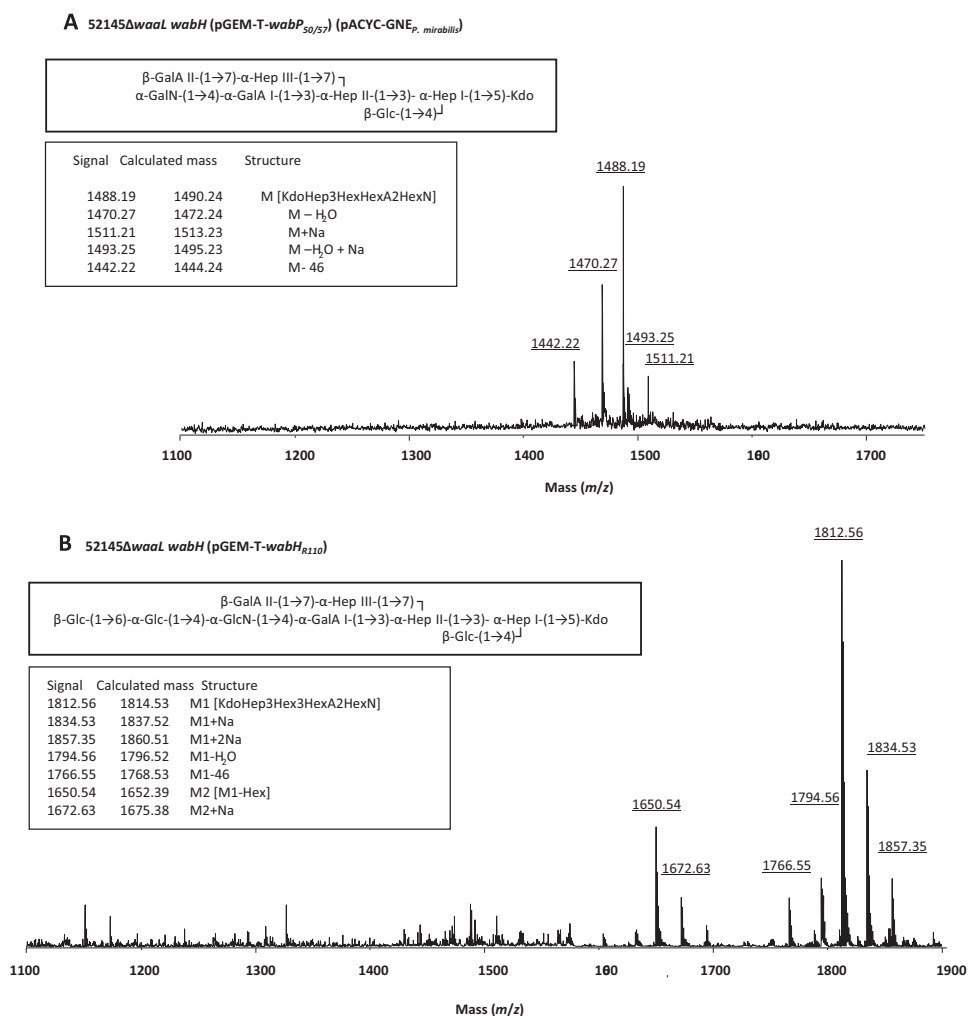 A 52145ΔwaaL wabH (pGEM-T-wabP50/57) (pACYC-GNEP. mirabilis)
β-GalA II-(1→7)-α-Hep III-(1→7) ┐
α-GalN-(1→4)-α-GalA I-(1→3)-α-Hep II-(1→3)- α-Hep I-(1→5)-Kdo
β-Glc-(1→4)┘
Signal Calculated mass Structure
1488.19 1490.24 M [KdoHep3HexHexA2HexN]
1470.27 1472.24 M – H2O
1511.21 1513.23 M+Na
1493.25 1495.23 M –H2O + Na
1442.22 1444.24 M- 46
1488.19
1470.27
1442.22
1493.25
1511.21
1100 1200 1300 1400 1500 1600 1700
Mass (m/z)
B 52145ΔwaaL wabH (pGEM-T-wabHR110)
β-GalA II-(1→7)-α-Hep III-(1→7) ┐
β-Glc-(1→6)-α-Glc-(1→4)-α-GlcN-(1→4)-α-GalA I-(1→3)-α-Hep II-(1→3)- α-Hep I-(1→5)-Kdo
β-Glc-(1→4)┘
Signal Calculated mass Structure
1812.56 1814.53 M1 [KdoHep3Hex3HexA2HexN]
1834.53 1837.52 M1+Na
1857.35 1860.51 M1+2Na
1794.56 1796.52 M1-H2O
1766.55 1768.53 M1-46
1650.54 1652.39 M2 [M1-Hex]
1672.63 1675.38 M2+Na
1812.56
1834.53
1794.56
1650.54
1857.35
1766.55
1672.63
1100 1200 1300 1400 1500 1600 1700 1800 1900
Mass (m/z)